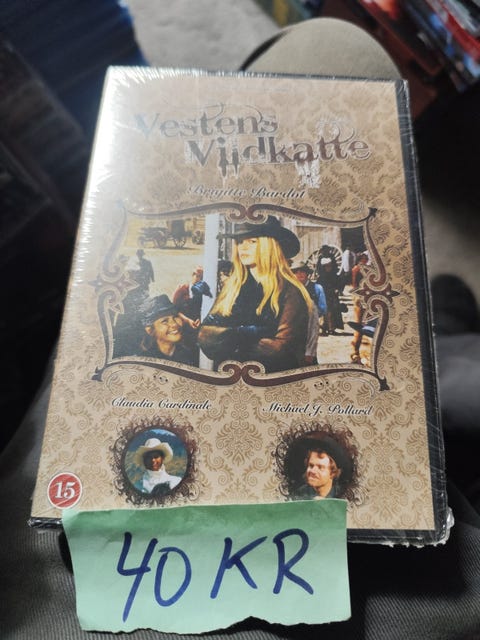 Vestens
Vildkatte
Brigitte Bardot
Claudia Cardinale
Michael J. Pollard
15
40 KR